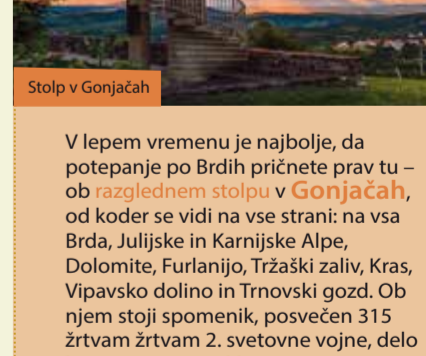 Stolp v Gonjačah
V lepem vremenu je najbolje, da
potepanje po Brdih pričnete prav tu –
ob razglednem stolpu v Gonjačah,
od koder se vidi na vse strani: na vsa
Brda, Julijske in Karnijske Alpe,
Dolomite, Furlanijo, Tržaški zaliv, Kras,
Vipavsko dolino in Trnovski gozd. Ob
njem stoji spomenik, posvečen 315
žrtvam žrtvam 2. svetovne vojne, delo